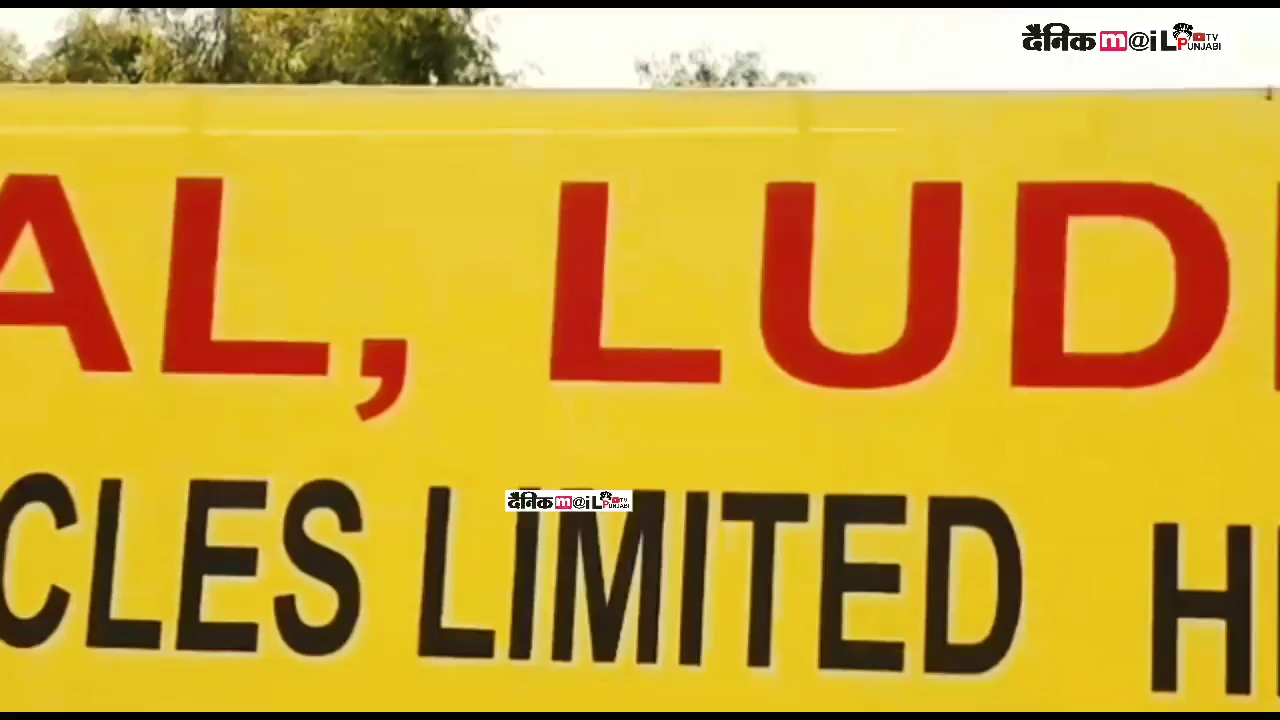 दैनिक m@iL TV PUNJABI
AL, LUD
CLES LIMITED H
दैनिक m@iL TV PUNJABI